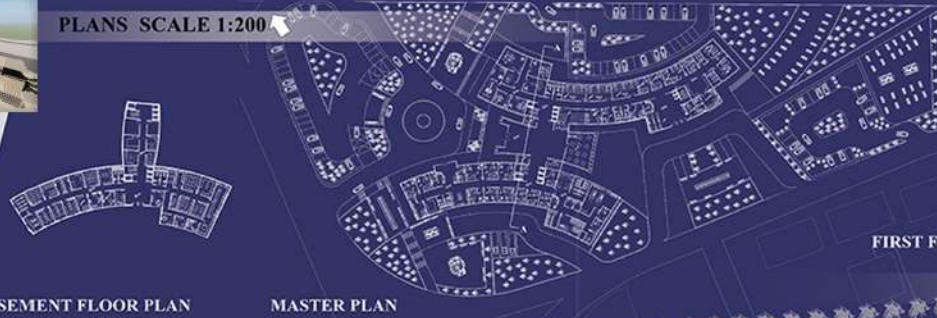 PLANS SCALE 1:200
A
A
FIRST F
SEMENT FLOOR PLAN
MASTER PLAN